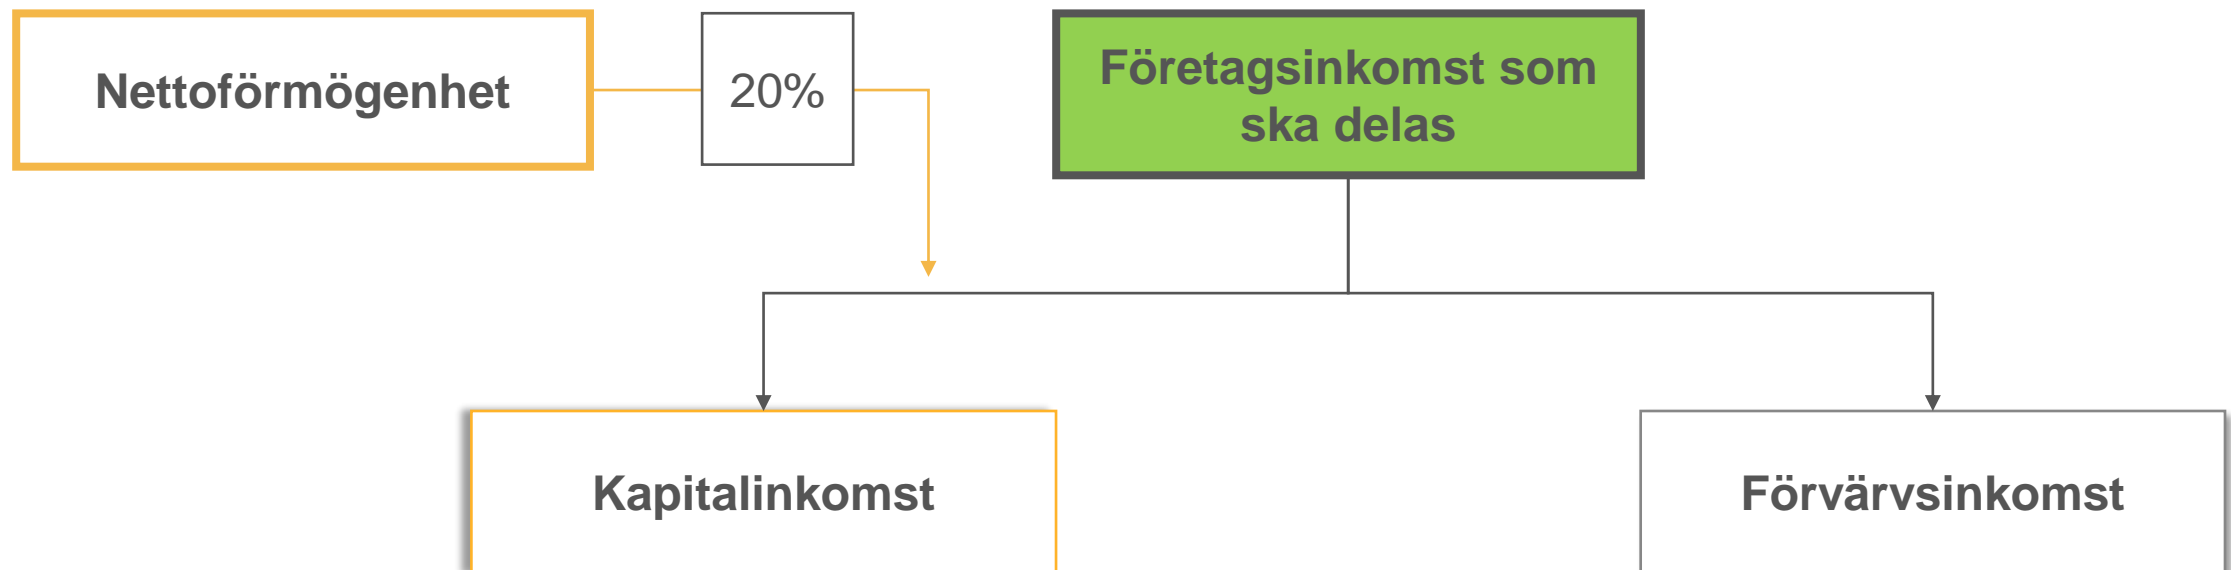 Nettoförmögenhet
20%
Företagsinkomst som
ska delas
Kapitalinkomst
Förvärvsinkomst